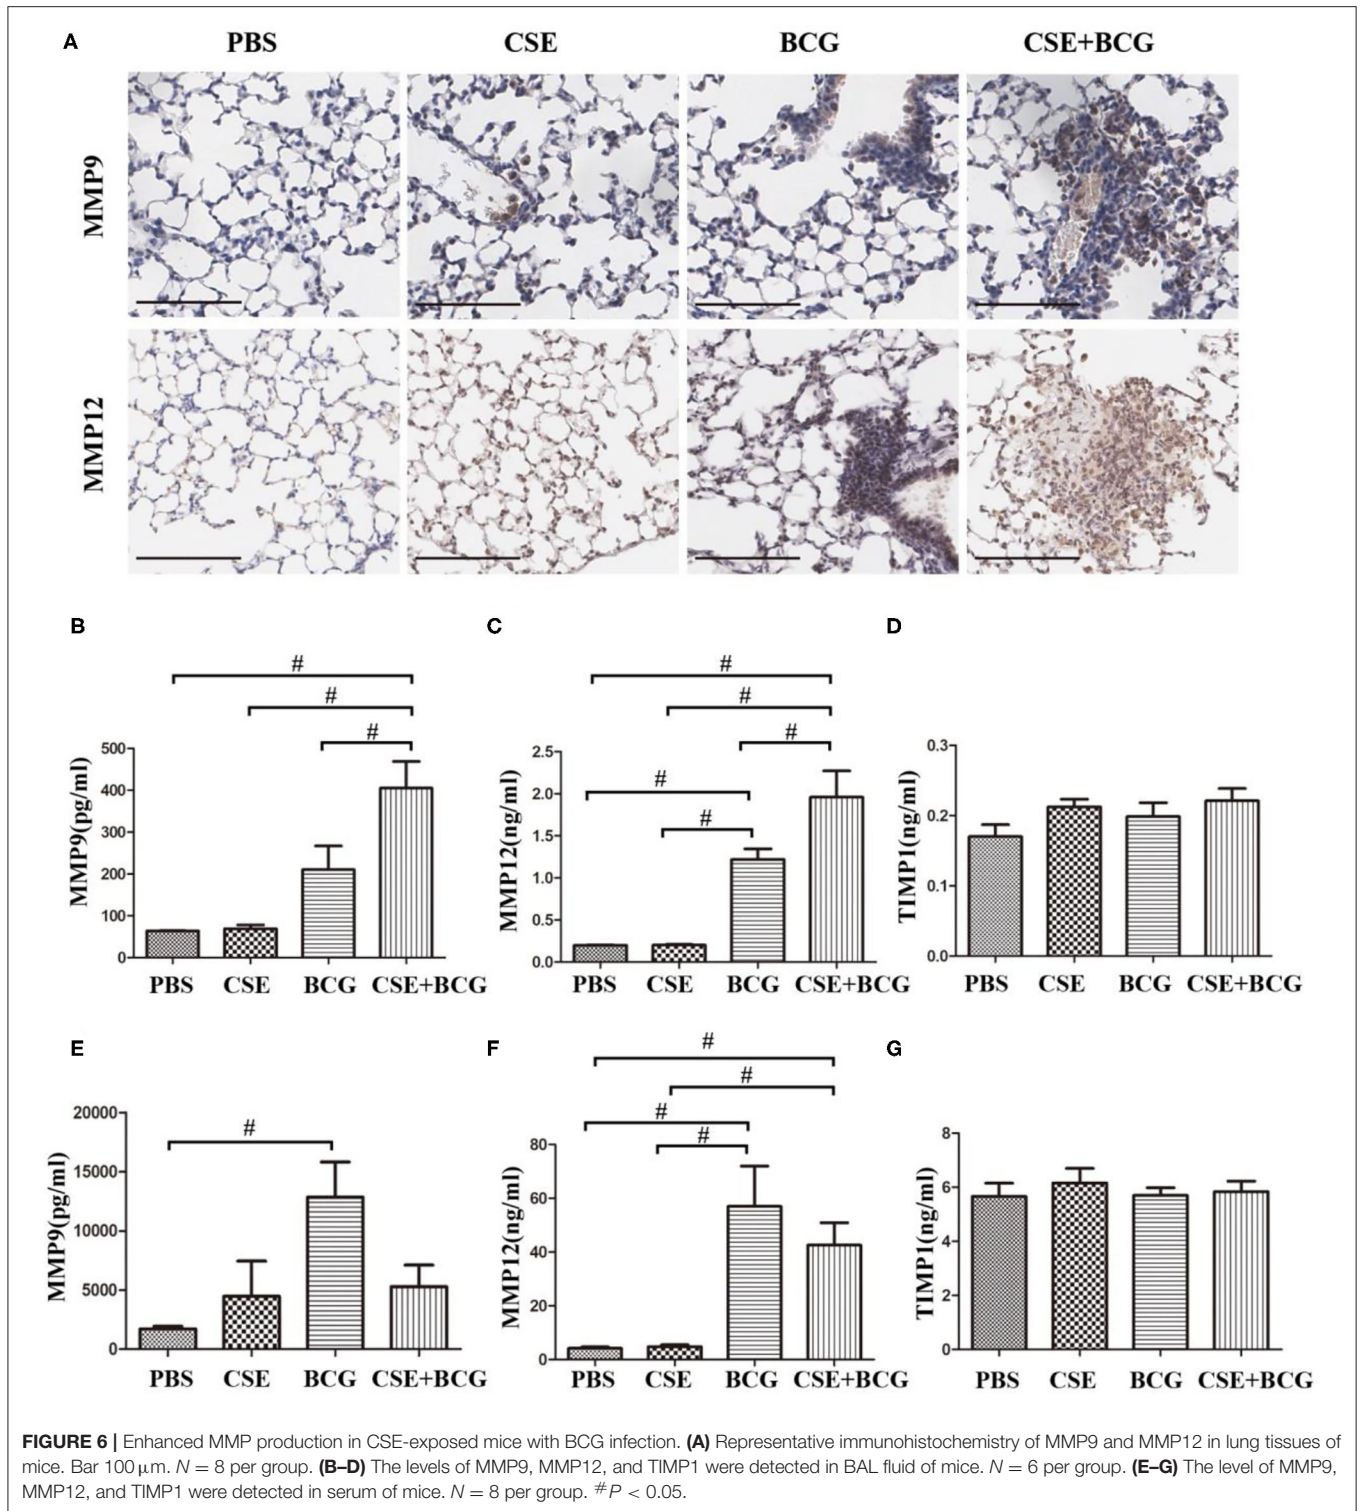 A
PBS CSE BCG CSE+BCG
MMP9
MMP12
B C D
# # #
# # #
MMP9(pg/ml)
500
400
300
200
100
0
PBS CSE BCG CSE+BCG
# # #
# #
MMP12(ng/ml)
2.5
2.0
1.5
1.0
0.5
0.0
PBS CSE BCG CSE+BCG
TIMP1(ng/ml)
0.3
0.2
0.1
0.0
PBS CSE BCG CSE+BCG
E F G
#
MMP9(pg/ml)
20000
15000
10000
5000
0
PBS CSE BCG CSE+BCG
#
#
#
#
MMP12(ng/ml)
80
60
40
20
0
PBS CSE BCG CSE+BCG
TIMP1(ng/ml)
8
6
4
2
0
PBS CSE BCG CSE+BCG
FIGURE 6 | Enhanced MMP production in CSE-exposed mice with BCG infection. (A) Representative immunohistochemistry of MMP9 and MMP12 in lung tissues of
mice. Bar 100 μm. N = 8 per group. (B–D) The levels of MMP9, MMP12, and TIMP1 were detected in BAL fluid of mice. N = 6 per group. (E–G) The level of MMP9,
MMP12, and TIMP1 were detected in serum of mice. N = 8 per group. #P < 0.05.